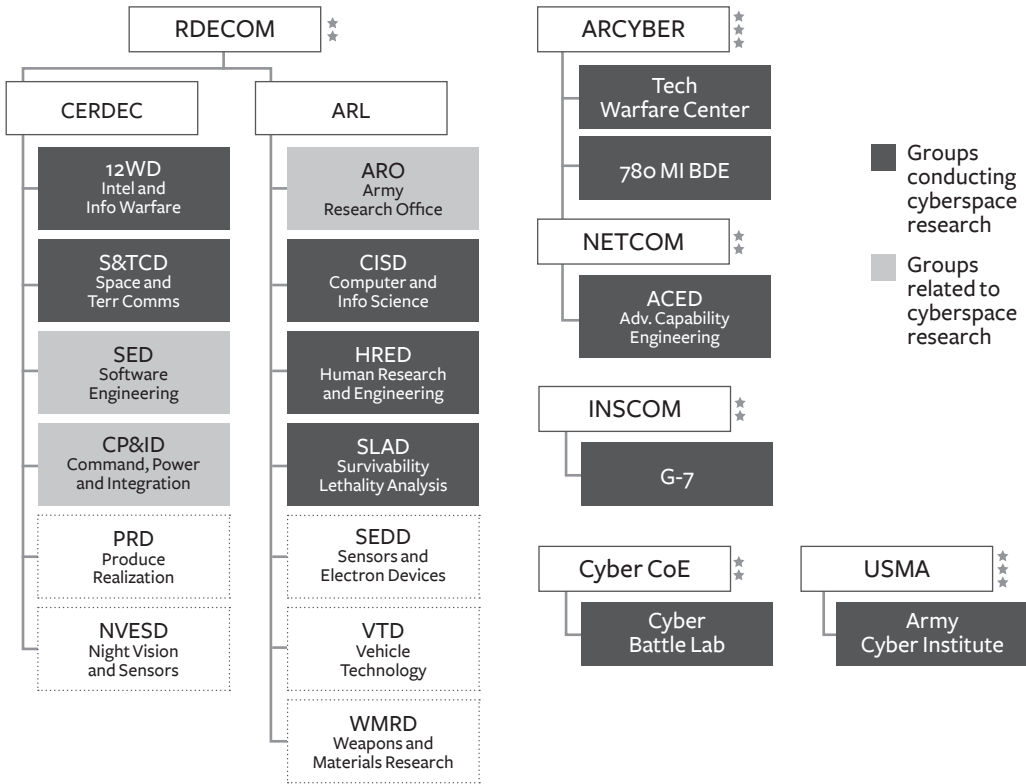 RDECOM
CERDEC
12WD
Intel and
Info Warfare
S&TCD
Space and
Terr Comms
SED
Software
Engineering
CP&ID
Command, Power
and Integration
PRD
Produce
Realization
NVESD
Night Vision
and Sensors
ARL
ARO
Army
Research Office
CISD
Computer and
Info Science
HRED
Human Research
and Engineering
SLAD
Survivability
Lethality Analysis
SEDD
Sensors and
Electron Devices
VTD
Vehicle
Technology
WMRD
Weapons and
Materials Research
ARCYBER
Tech
Warfare Center
780 MI BDE
NETCOM
ACED
Adv. Capability
Engineering
INSCOM
G-7
Cyber CoE
Cyber
Battle Lab
USMA
Army
Cyber Institute
Groups
conducting
cyberspace
research
Groups
related to
cyberspace
research